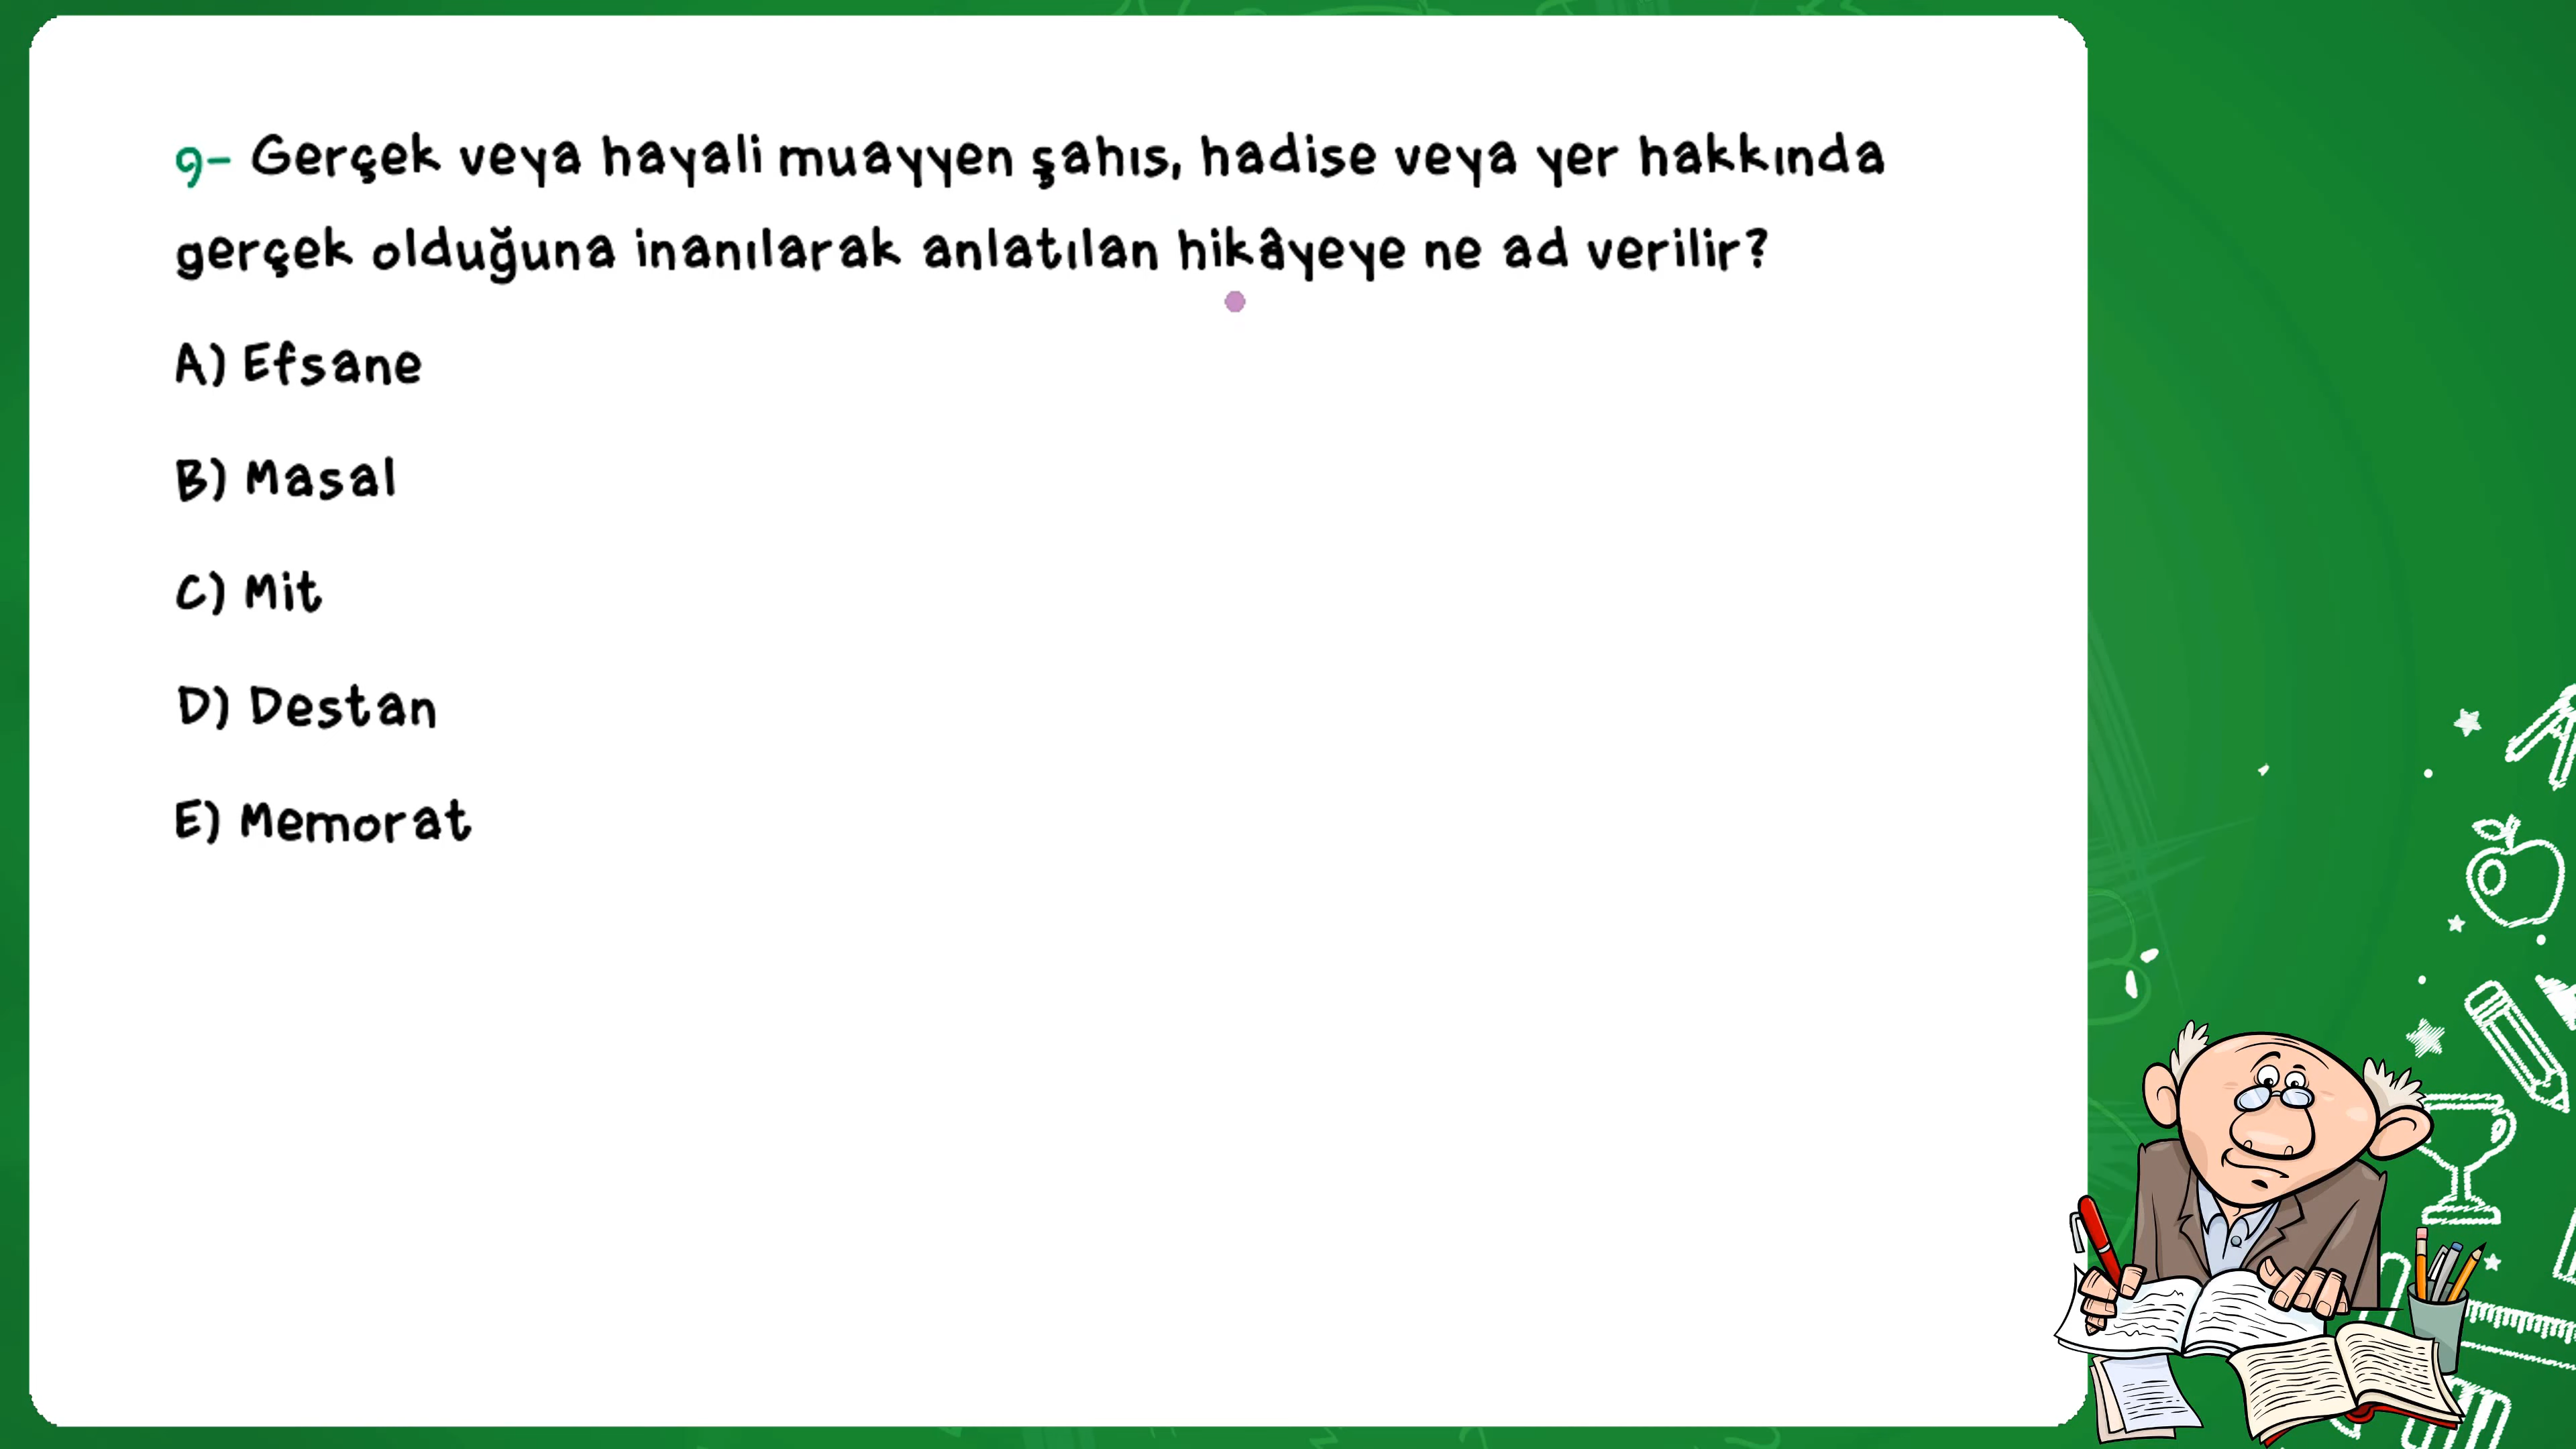 9- Gerçek veya hayali muayyen şahıs, hadise veya yer hakkında
gerçek olduğuna inanılarak anlatılan hikâyeye ne ad verilir?
A) Efsane
B) Masal
C) Mit
D) Destan
E) Memorat